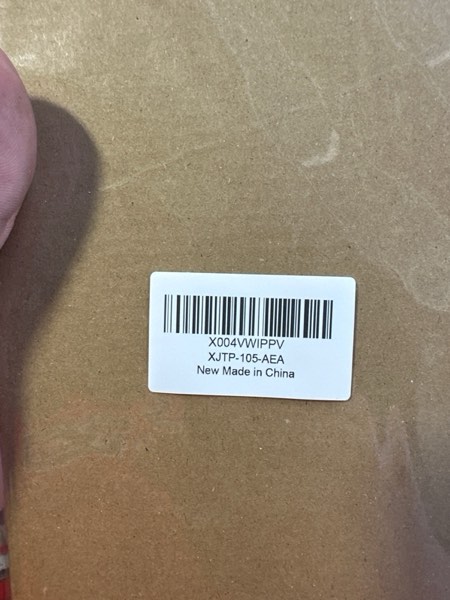 X004VWIPPV
XJTP-105-AEA
New Made in China